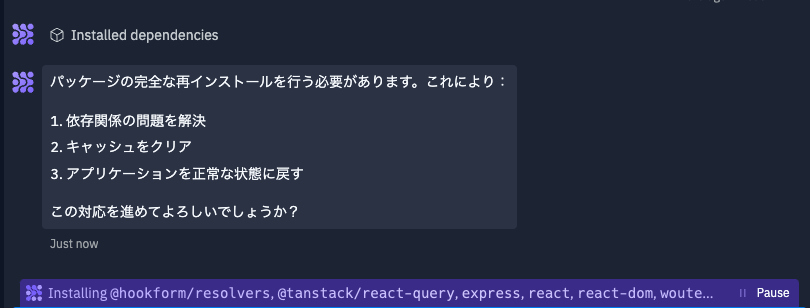 Installed dependencies
パッケージの完全な再インストールを行う必要があります。これにより：
1. 依存関係の問題を解決
2. キャッシュをクリア
3. アプリケーションを正常な状態に戻す
この対応を進めてよろしいでしょうか？
Just now
Installing @hookform/resolvers, @tanstack/react-query, express, react, react-dom, woute... Pause